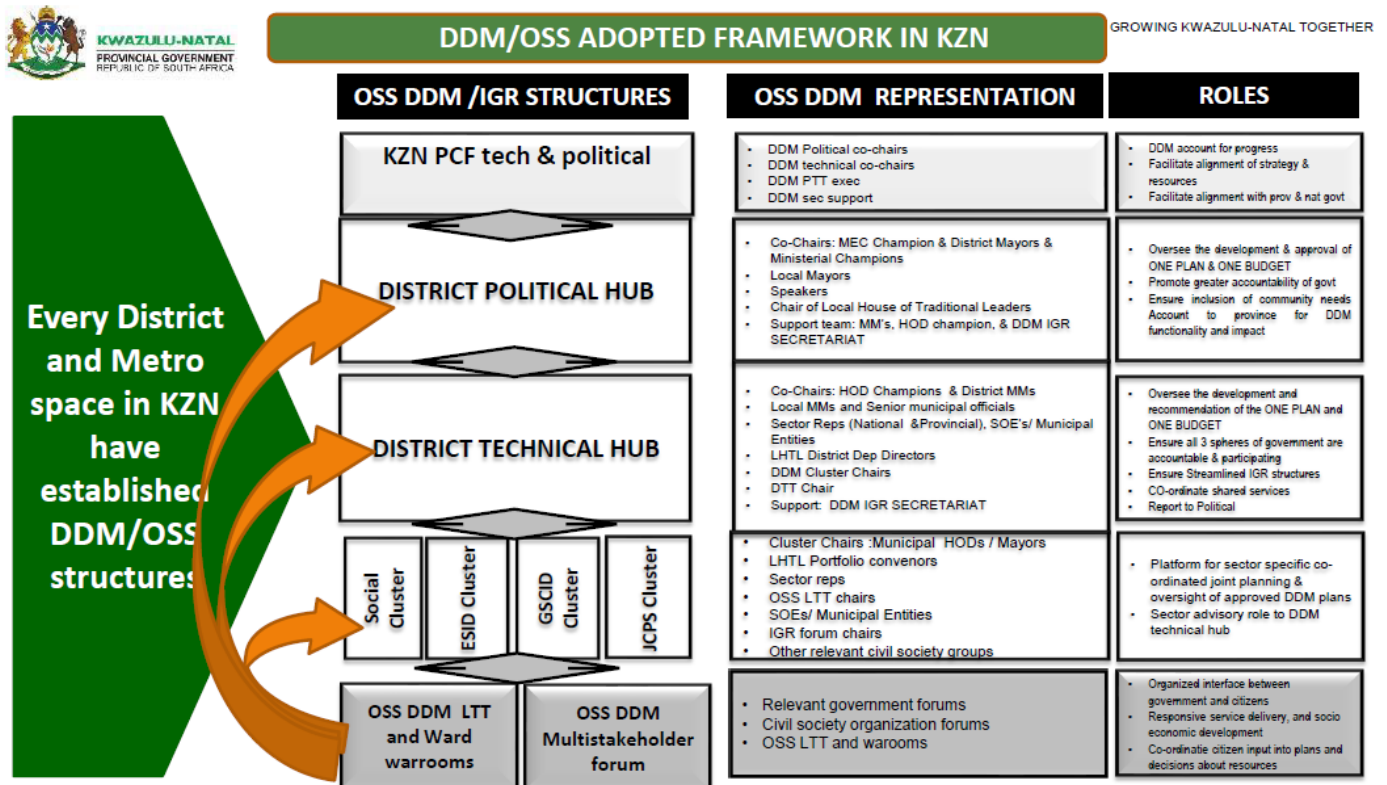 KWAZULU-NATAL
PROVINCIAL GOVERNMENT
REPUBLIC OF SOUTH AFRICA
DDM/OSS ADOPTED FRAMEWORK IN KZN
GROWING KWAZULU-NATAL TOGETHER
Every District
and Metro
space in KZN
have
established
DDM/OSS
structures
OSS DDM /IGR STRUCTURES
OSS DDM REPRESENTATION
ROLES
KZN PCF tech & political
• DDM Political co-chairs
• DDM technical co-chairs
• DDM PTT exec
• DDM sec support
• DDM account for progress
• Facilitate alignment of strategy &
resources
• Facilitate alignment with prov & nat govt
DISTRICT POLITICAL HUB
• Co-Chairs: MEC Champion & District Mayors &
Ministerial Champions
• Local Mayors
• Speakers
• Chair of Local House of Traditional Leaders
• Support team: MM's, HOD champion, & DDM IGR
SECRETARIAT
• Oversee the development & approval of
ONE PLAN & ONE BUDGET
• Promote greater accountability of govt
• Ensure inclusion of community needs
Account to province for DDM
functionality and impact
DISTRICT TECHNICAL HUB
• Co-Chairs: HOD Champions & District MMs
• Local MMs and Senior municipal officials
• Sector Reps (National &Provincial), SOE's/ Municipal
Entities
• LHTL District Dep Directors
• DDM Cluster Chairs
• DTT Chair
• Support: DDM IGR SECRETARIAT
• Oversee the development and
recommendation of the ONE PLAN and
ONE BUDGET
• Ensure all 3 spheres of government are
accountable & participating
• Ensure Streamlined IGR structures
• CO-ordinate shared services
• Report to Political
Social
Cluster
ESID Cluster
GSCID
Cluster
JCPS Cluster
• Cluster Chairs :Municipal HODs / Mayors
• LHTL Portfolio convenors
• Sector reps
• OSS LTT chairs
• SOEs/ Municipal Entities
• IGR forum chairs
• Other relevant civil society groups
• Platform for sector specific co-
ordinated joint planning &
oversight of approved DDM plans
• Sector advisory role to DDM
technical hub
OSS DDM LTT
and Ward
warrooms
OSS DDM
Multistakeholder
forum
• Relevant government forums
• Civil society organization forums
• OSS LTT and warooms
• Organized interface between
government and citizens
• Responsive service delivery, and socio
economic development
• Co-ordinatie citizen input into plans and
decisions about resources